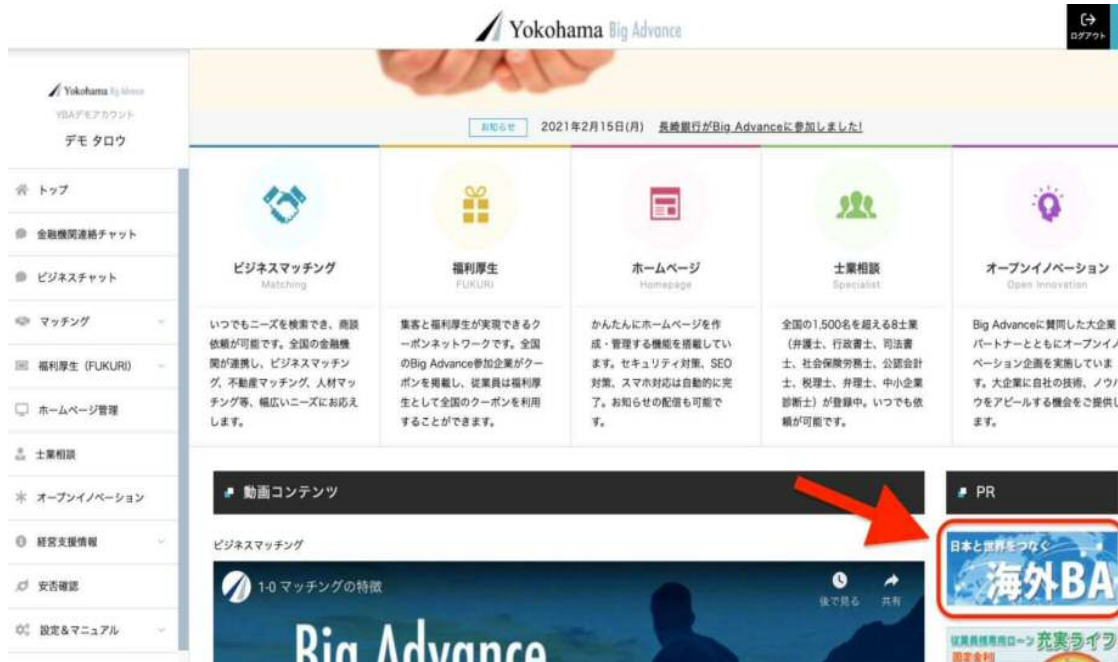 Yokohama Big Advance
ログアウト
Yokohama Big Advance
YBAデモアカウント
デモ タロウ
トップ
金融機関連絡チャット
ビジネスチャット
マッチング
福利厚生（FUKURI）
ホームページ管理
士業相談
オープンイノベーション
経営支援情報
安否確認
設定&マニュアル
お知らせ 2021年2月15日(月) 長崎銀行がBig Advanceに参加しました!
ビジネスマッチング
Matching
いつでもニーズを検索でき、商談
依頼が可能です。全国の金融機
関が連携し、ビジネスマッチン
グ、不動産マッチング、人材マッ
チング等、幅広いニーズにお応え
します。
福利厚生
FUKURI
集客と福利厚生が実現できるク
ーポンネットワークです。全国
のBig Advance参加企業がクー
ポンを掲載し、従業員は福利厚
生として全国のクーポンを利用
することができます。
ホームページ
Homepage
かんたんにホームページを作
成・管理する機能を搭載してい
ます。セキュリティ対策、SEO
対策、スマホ対応は自動的に完
了。お知らせの配信も可能で
す。
士業相談
Specialist
全国の1,500名を超える8士業
（弁護士、行政書士、司法書
士、社会保険労務士、公認会計
士、税理士、弁理士、中小企業
診断士）が登録中。いつでも依
頼が可能です。
オープンイノベーション
Open Innovation
Big Advanceに賛同した大企業
パートナーとともにオープンイノ
ベーション企画を実施していま
す。大企業に自社の技術、ノウハ
ウをアピールする機会をご提供し
ます。
動画コンテンツ
ビジネスマッチング
1-0 マッチングの特徴
後で見る
共有
Big Advance
PR
日本と世界をつなぐ
海外BA
従業員様専用ローン 充実ライフ
固定金利